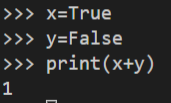 >>> x=True
>>> y=False
>>> print(x+y)
1